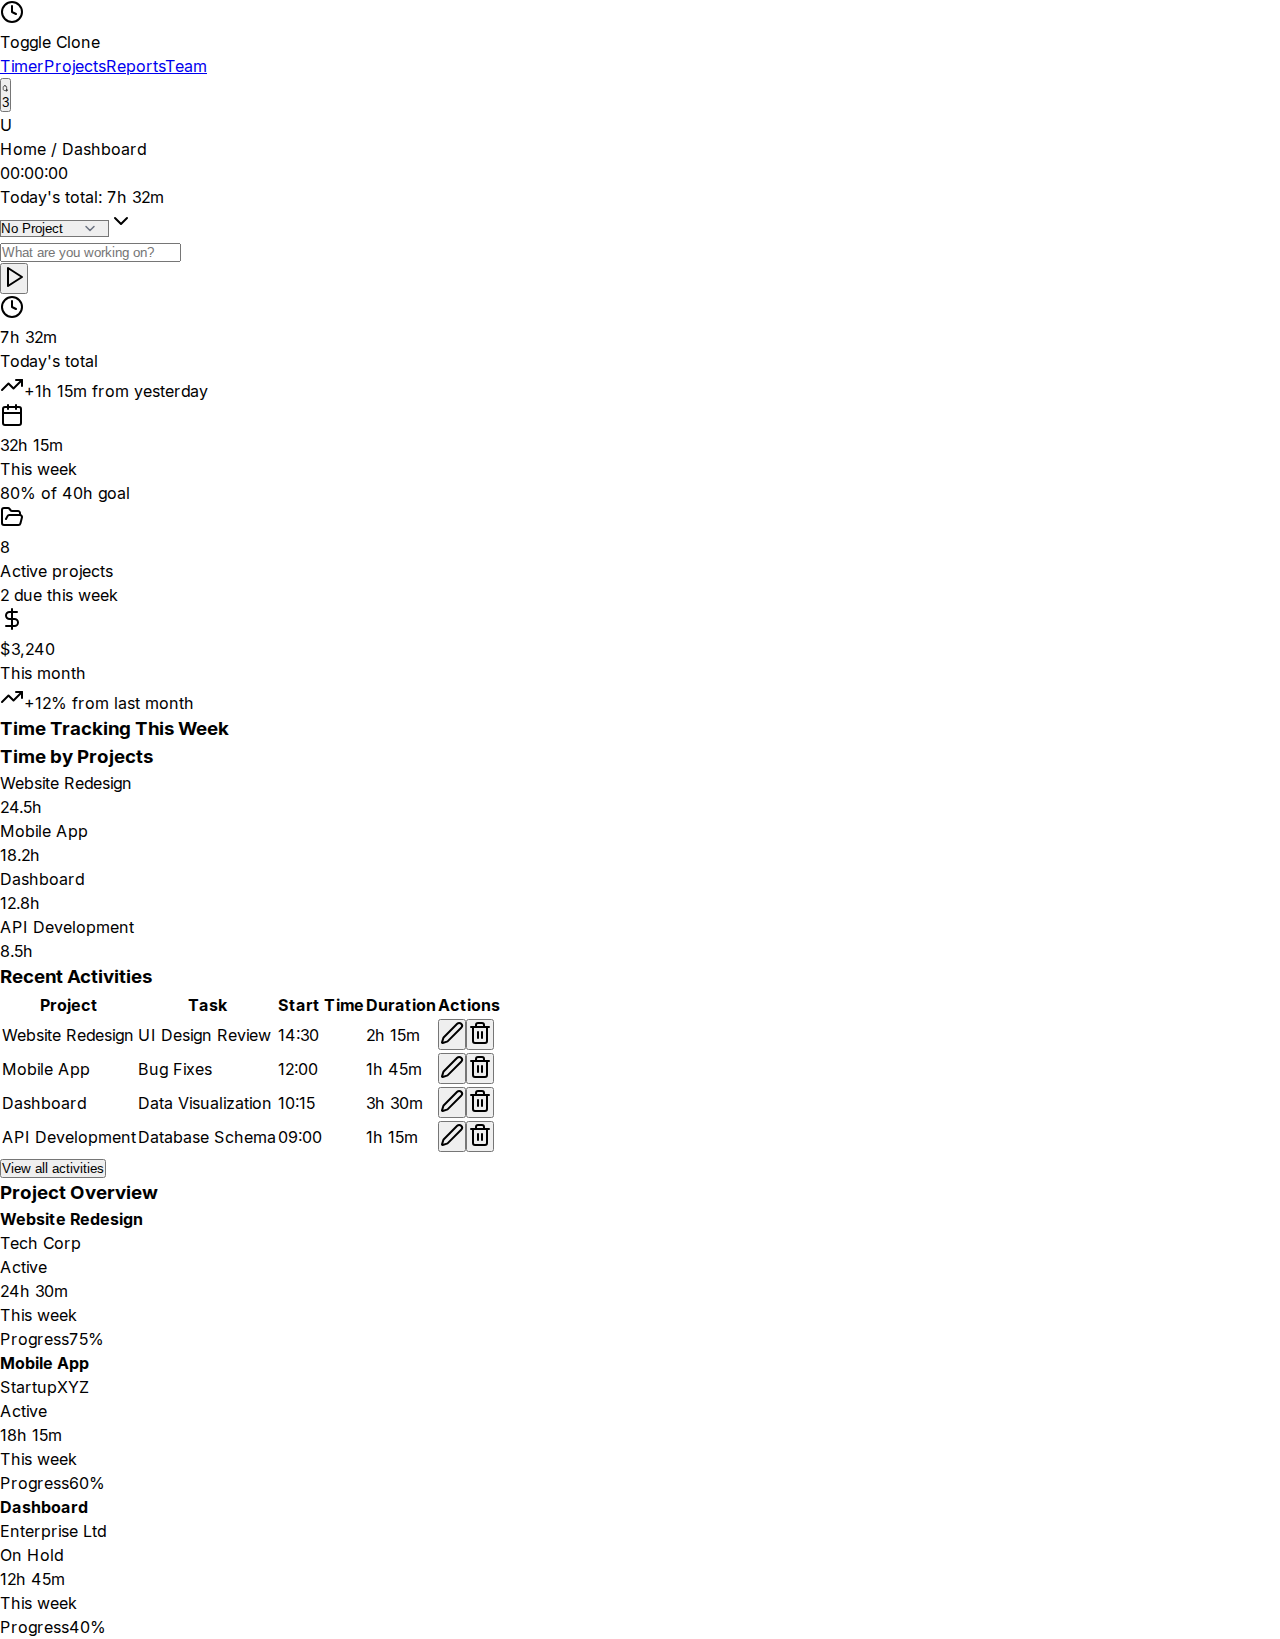 Toggle Clone
TimerProjectsReportsTeam
3
U
Home / Dashboard
00:00:00
Today's total: 7h 32m
No Project
What are you working on?
7h 32m
Today's total
+1h 15m from yesterday
32h 15m
This week
80% of 40h goal
8
Active projects
2 due this week
$3,240
This month
+12% from last month
Time Tracking This Week
Time by Projects
Website Redesign
24.5h
Mobile App
18.2h
Dashboard
12.8h
API Development
8.5h
Recent Activities
Project Task Start Time Duration Actions
Website Redesign UI Design Review 14:30 2h 15m
Mobile App Bug Fixes 12:00 1h 45m
Dashboard Data Visualization 10:15 3h 30m
API Development Database Schema 09:00 1h 15m
View all activities
Project Overview
Website Redesign
Tech Corp
Active
24h 30m
This week
Progress75%
Mobile App
StartupXYZ
Active
18h 15m
This week
Progress60%
Dashboard
Enterprise Ltd
On Hold
12h 45m
This week
Progress40%